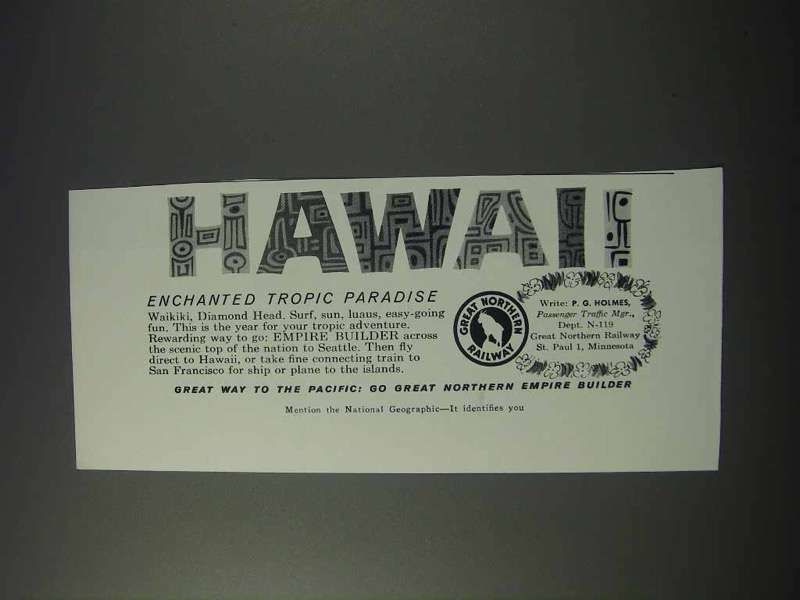 HAWAII
ENCHANTED TROPIC PARADISE
Waikiki, Diamond Head. Surf, sun, luaus, easy-going
fun. This is the year for your tropic adventure.
Rewarding way to go: EMPIRE BUILDER across
the scenic top of the nation to Seattle. Then fly
direct to Hawaii, or take fine connecting train to
San Francisco for ship or plane to the islands.
GREAT NORTHERN
RAILWAY
Write: P. G. HOLMES,
Passenger Traffic Mgr.,
Dept. N-119
Great Northern Railway
St. Paul 1, Minnesota
GREAT WAY TO THE PACIFIC: GO GREAT NORTHERN EMPIRE BUILDER
Mention the National Geographic—It identifies you